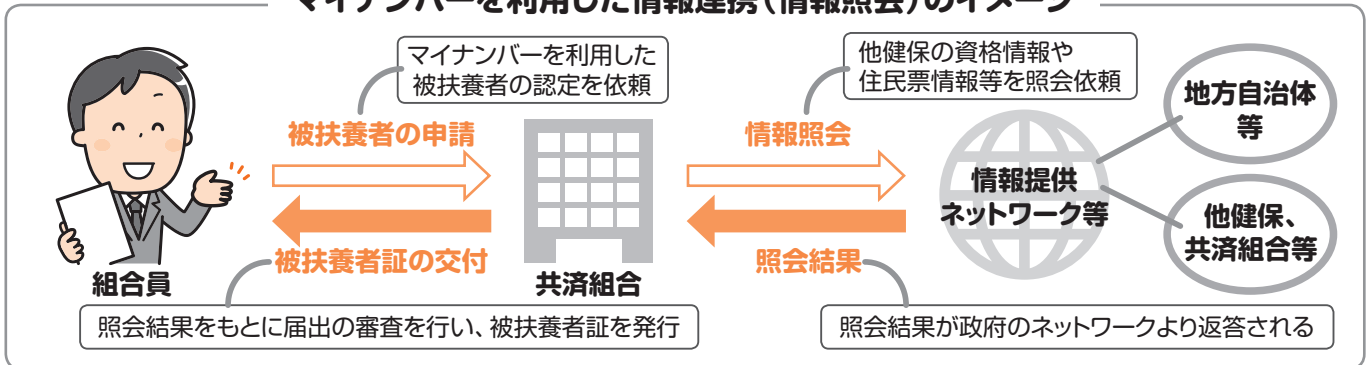 マイナンバーを利用した情報連携（情報照会）のイメージ
マイナンバーを利用した
被扶養者の認定を依頼
他健保の資格情報や
住民票情報等を照会依頼
被扶養者の申請
情報照会
地方自治体
等
情報提供
ネットワーク等
他健保、
共済組合等
被扶養者証の交付
照会結果
組合員
共済組合
照会結果をもとに届出の審査を行い、被扶養者証を発行
照会結果が政府のネットワークより返答される